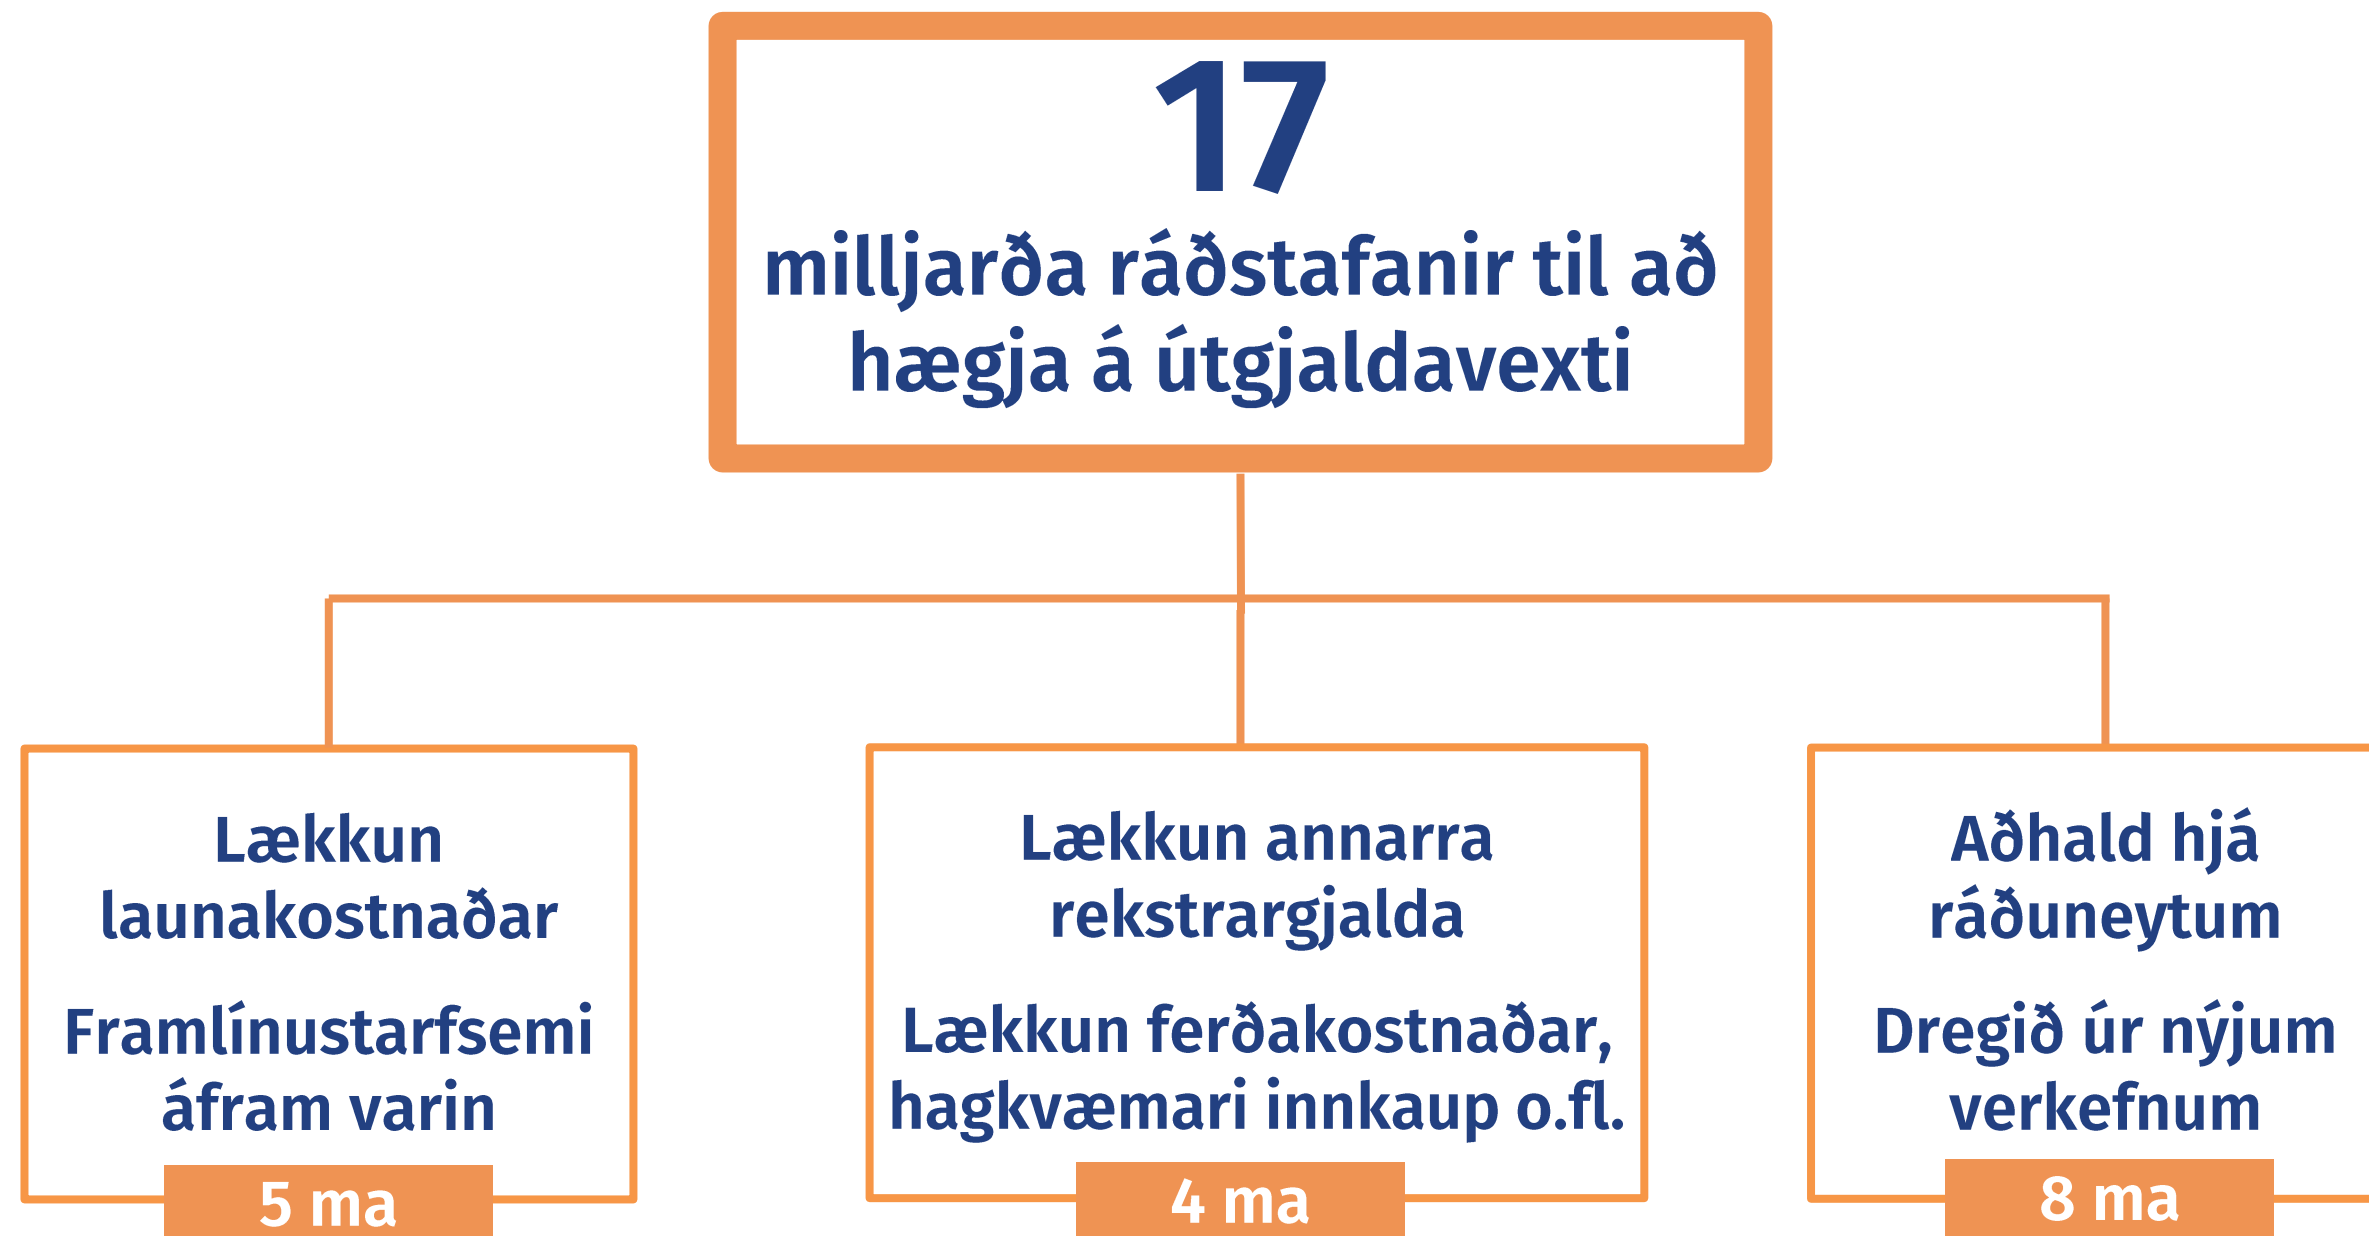 17
milljarða ráðstafanir til að
hægja á útgjaldavexti
Lækkun
launakostnaðar
Framlínustarfsemi
áfram varin
5 ma
Lækkun annarra
rekstrargjalda
Lækkun ferðakostnaðar,
hagkvæmari innkaup o.fl.
4 ma
Aðhald hjá
ráðuneytum
Dregið úr nýjum
verkefnum
8 ma